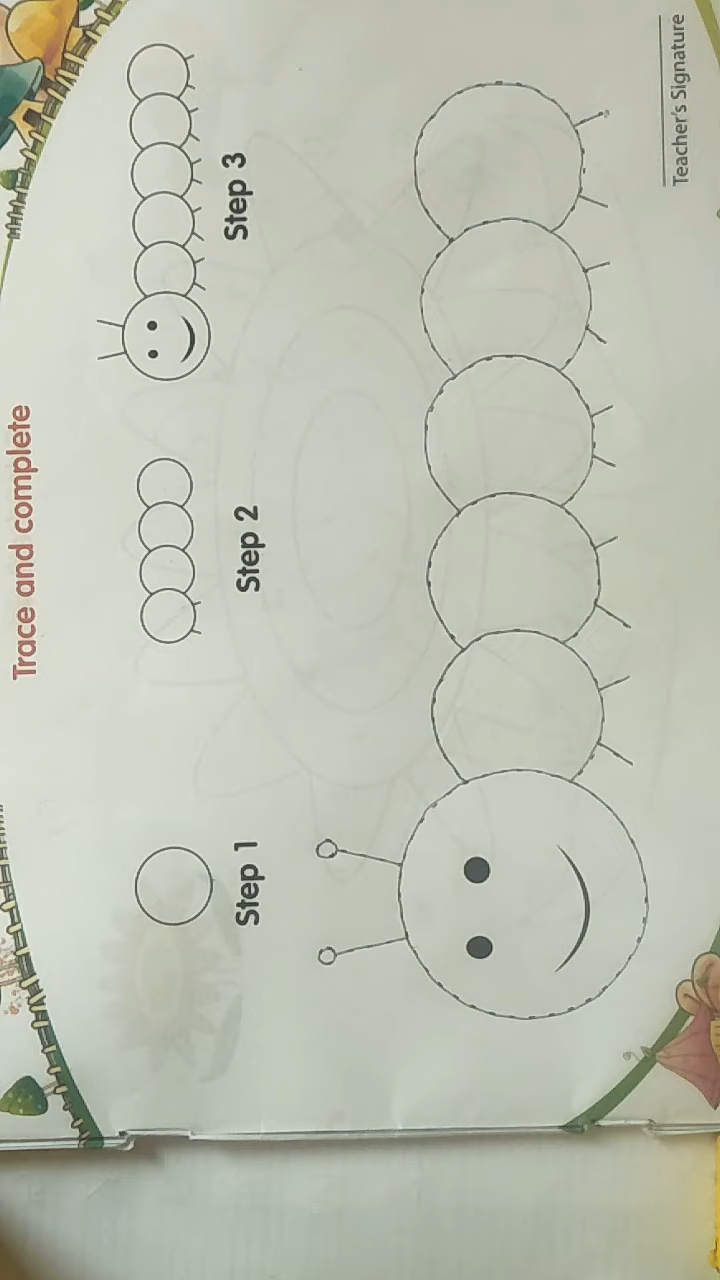 Trace and complete
Step 1
Step 2
Step 3
Teacher's Signature